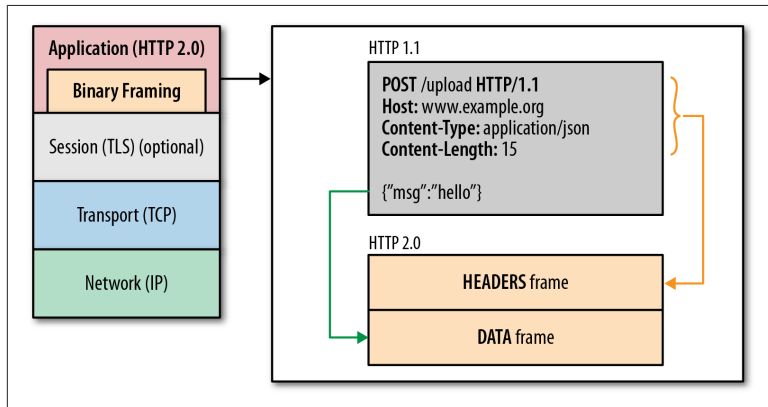 Application (HTTP 2.0)
Binary Framing
Session (TLS) (optional)
Transport (TCP)
Network (IP)
HTTP 1.1
POST /upload HTTP/1.1
Host: www.example.org
Content-Type: application/json
Content-Length: 15
{”msg”:”hello”}
HTTP 2.0
HEADERS frame
DATA frame